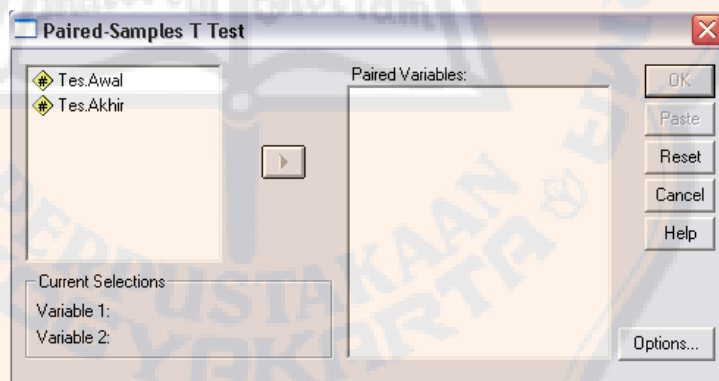 Paired-Samples T Test
Tes.Awal
Tes.Akhir
Paired Variables:
OK
Paste
Reset
Cancel
Help
Current Selections
Variable 1:
Variable 2:
Options...